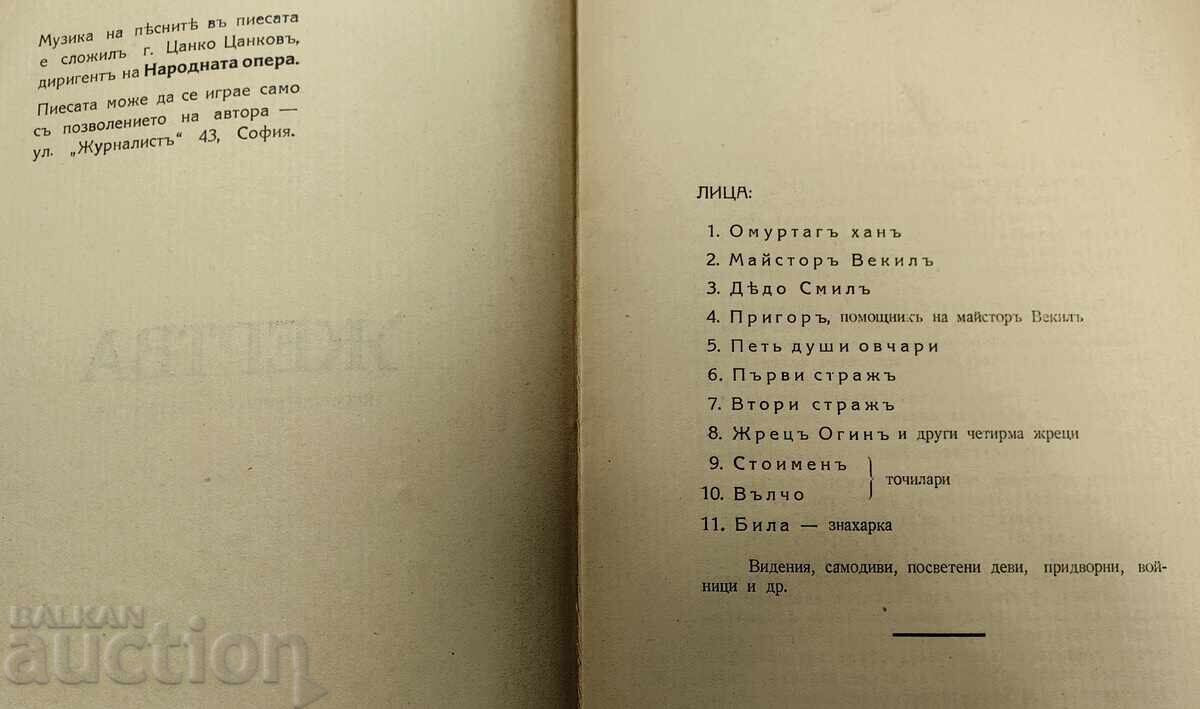 Музика на пѣснитѣ въ пиесата
е сложилъ г. Цанко Цанковъ,
диригентъ на Народната опера.
Пиесата може да се играе само
съ позволението на автора —
ул. „Журналистъ“ 43, София.
ЖЕРТВА
ЛИЦА:
1. Омуртагъ ханъ
2. Майсторъ Векилъ
3. Дѣдо Смилъ
4. Пригоръ, помощникъ на майсторъ Векилъ
5. Петь души овчари
6. Първи стражъ
7. Втори стражъ
8. Жрецъ Огинъ и други четирма жреци
9. Стоименъ
точилари
10. Вълчо
11. Била — знахарка
Видения, самодиви, посветени деви, придворни, вой-
ници и др.
BALKAN
auction